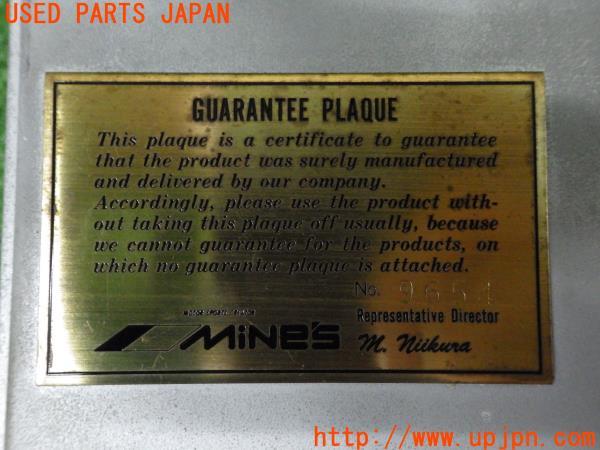 USED PARTS JAPAN
GUARANTEE PLAQUE
This plaque is a certificate to guarantee
that the product was surely manufactured
and delivered by our company.
Accordingly, please use the product with-
out taking this plaque off usually, because
we cannot guarantee for the products, on
which no guarantee plaque is attached.
No. 9654
Representative Director
MINE'S M. Niikura
http://www.upjpn.com/